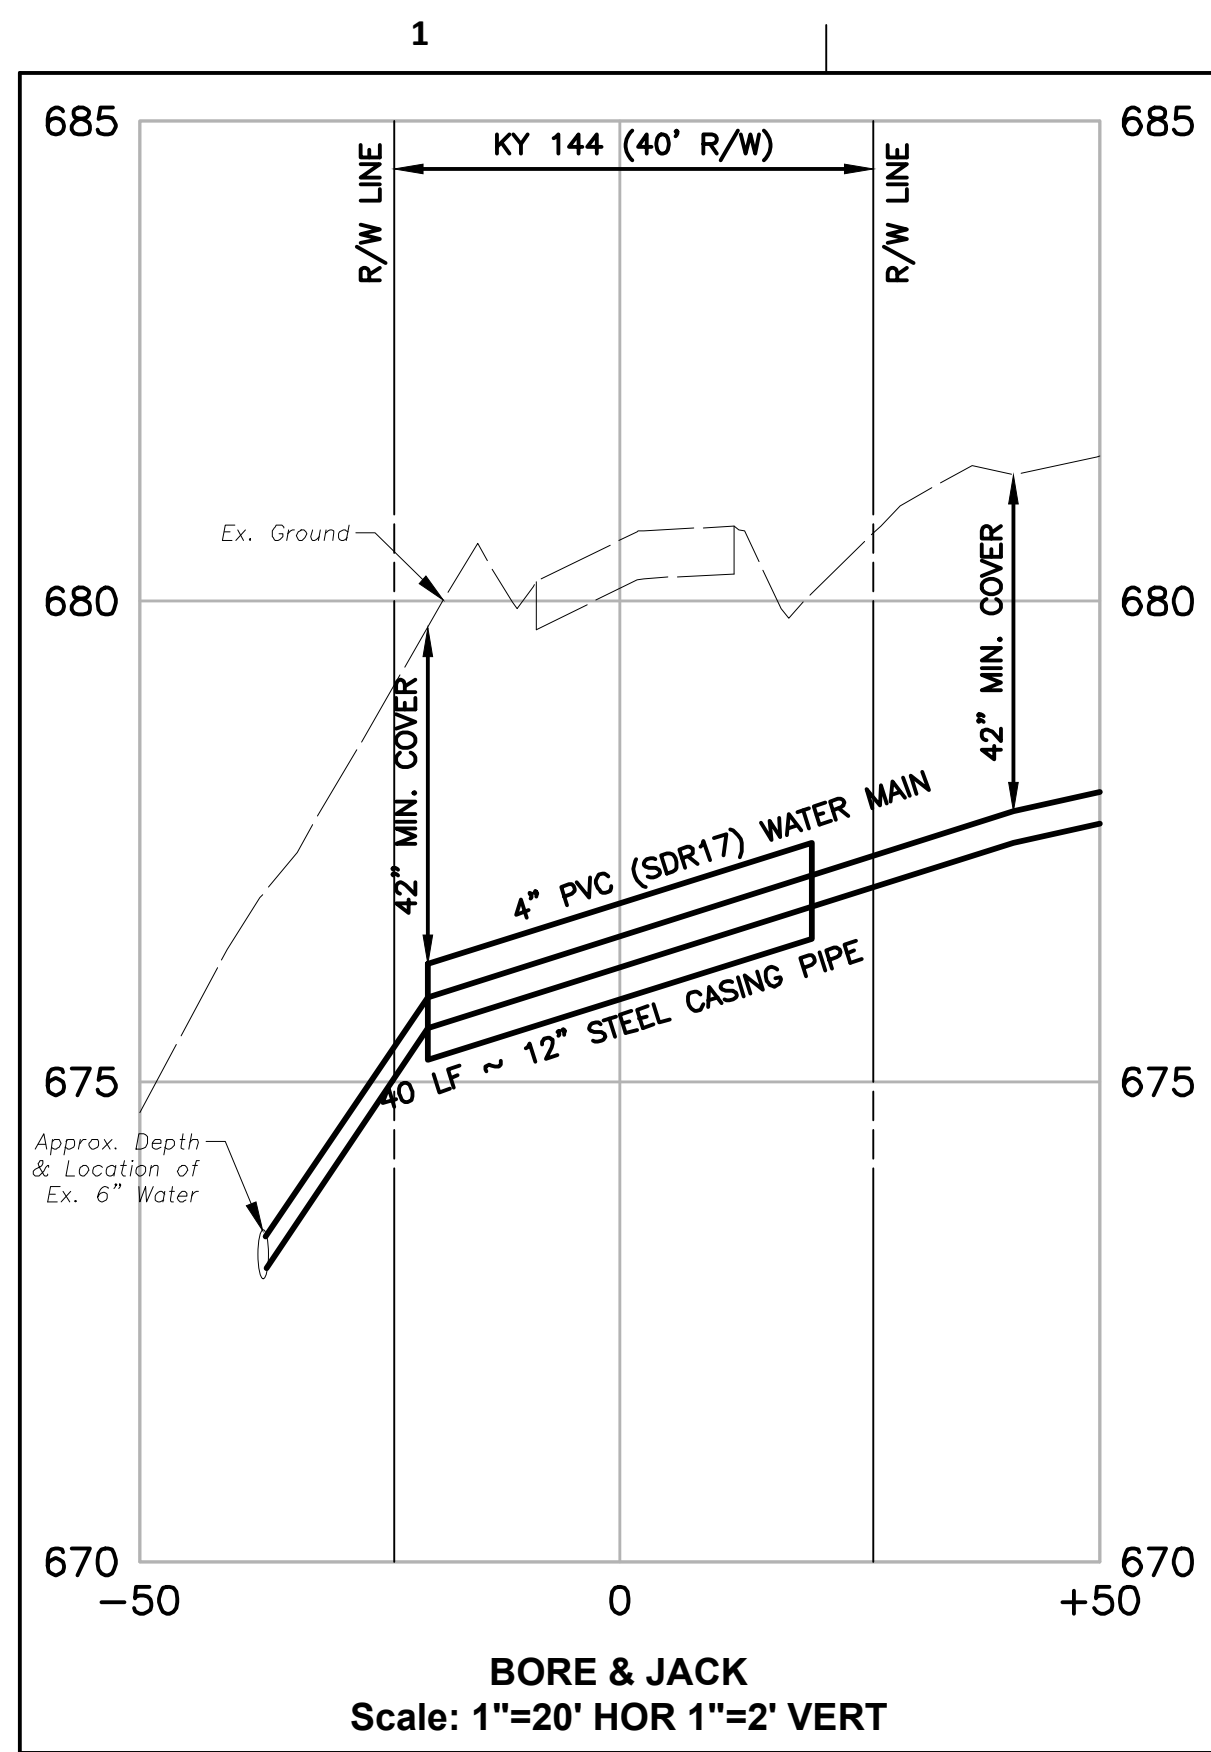 1
685
685
KY 144 (40' R/W)
R/W LINE
R/W LINE
Ex. Ground
680
680
42" MIN. COVER
42" MIN. COVER
4" PVC (SDR17) WATER MAIN
40 LF ~ 12" STEEL CASING PIPE
675
675
Approx. Depth
& Location of
Ex. 6" Water
670
670
-50
0
+50
BORE & JACK
Scale: 1"=20' HOR 1"=2' VERT